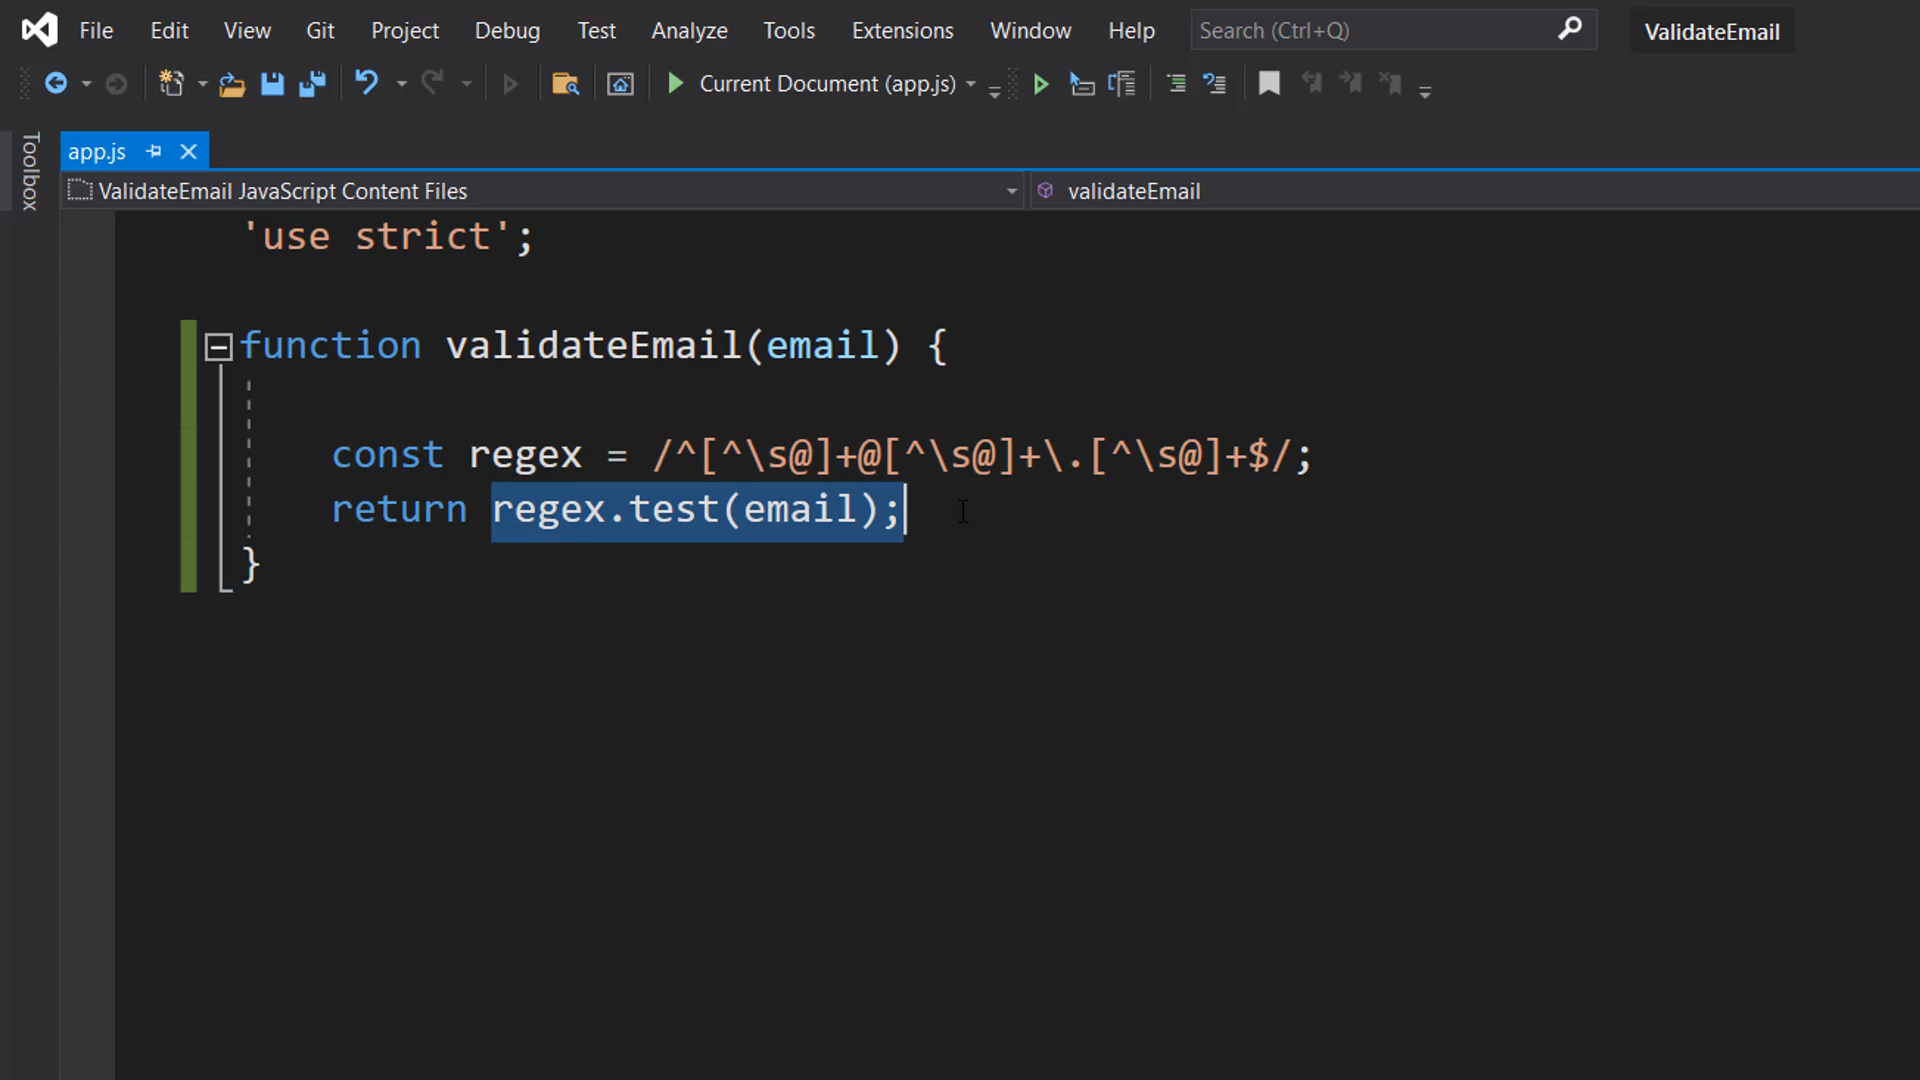 File Edit View Git Project Debug Test Analyze Tools Extensions Window Help Search (Ctrl+Q) ValidateEmail
Current Document (app.js)
Toolbox
app.js
ValidateEmail JavaScript Content Files validateEmail
'use strict';
function validateEmail(email) {
const regex = /^[^\s@]+@[^\s@]+\.[^\s@]+$/;
return regex.test(email);
}